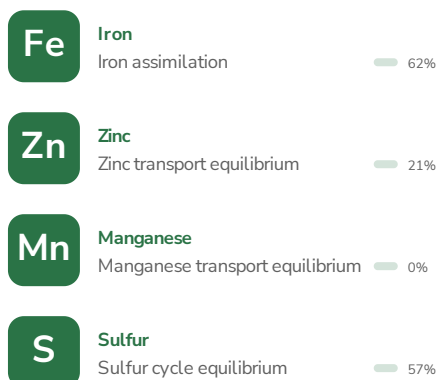 Fe
Iron
Iron assimilation 62%
Zn
Zinc
Zinc transport equilibrium 21%
Mn
Manganese
Manganese transport equilibrium 0%
S
Sulfur
Sulfur cycle equilibrium 57%